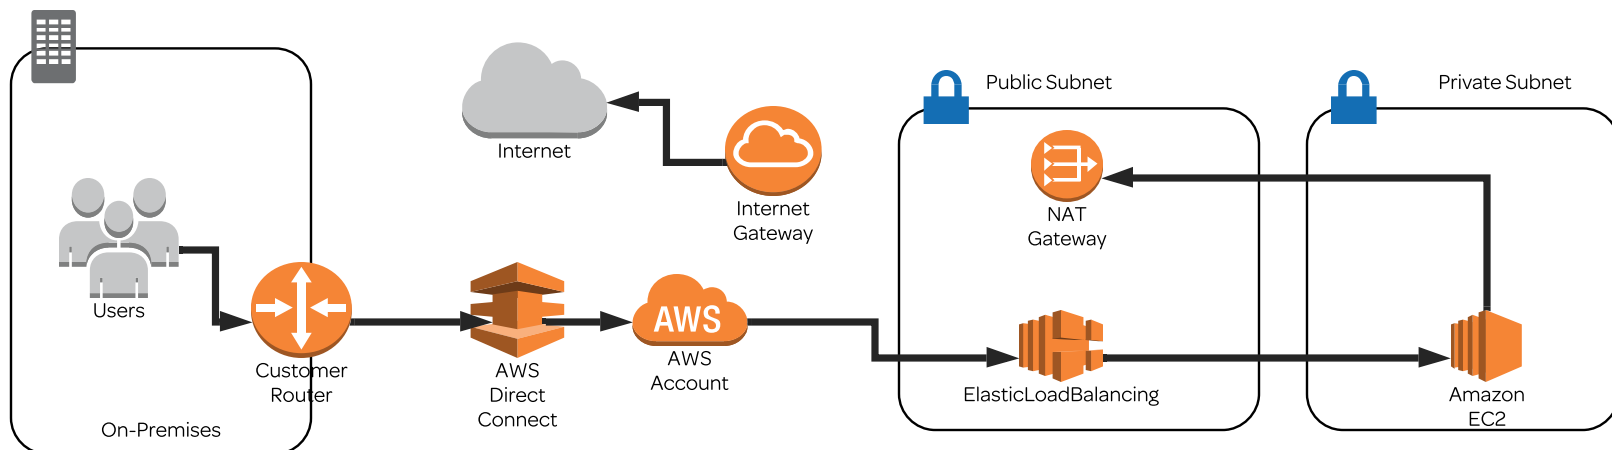 Public Subnet
Private Subnet
Internet
Internet
Gateway
NAT
Gateway
Users
Customer
Router
AWS
Direct
Connect
AWS
AWS
Account
ElasticLoadBalancing
Amazon
EC2
On-Premises